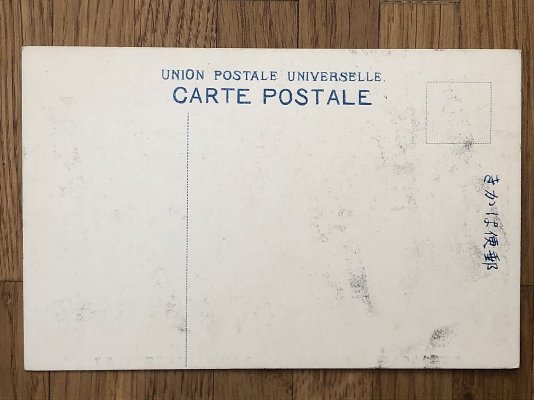 UNION POSTALE UNIVERSELLE.
CARTE POSTALE
きかは便郵